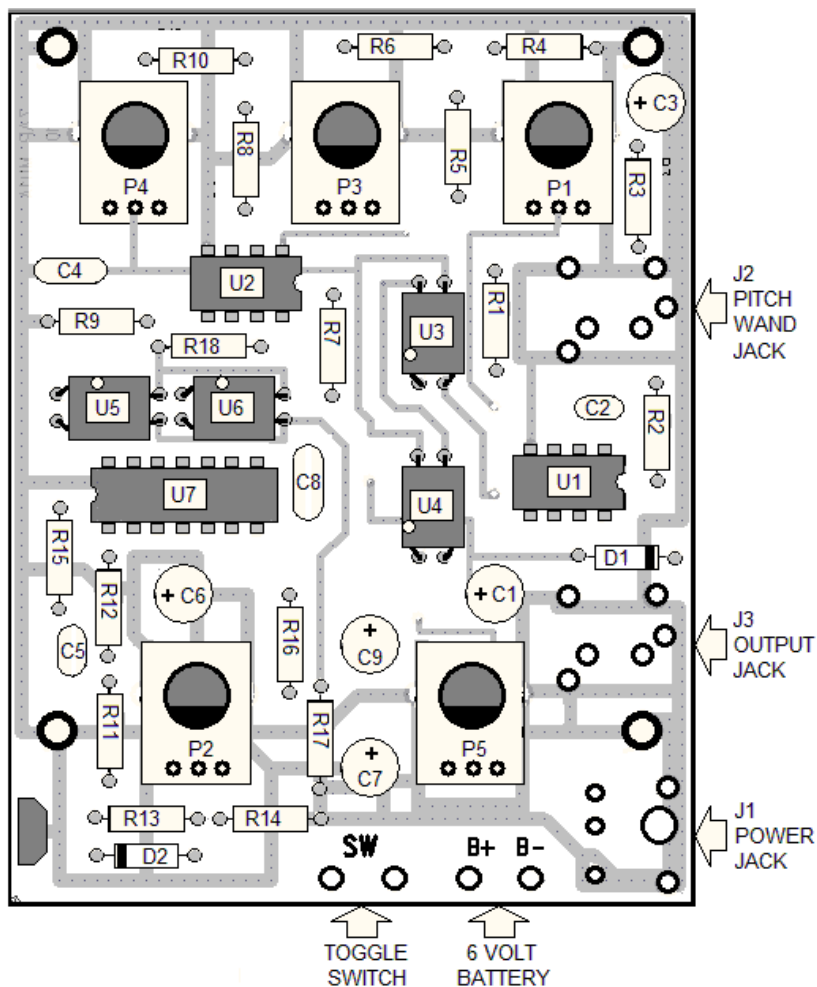 R10
R6
R4
+ C3
R8
R5
R3
P4
P3
P1
C4
U2
R1
J2
PITCH
WAND
JACK
R9
R7
U3
R18
U5
U6
C2
R2
U7
C8
U4
U1
R15
D1
R12
+ C6
R16
+ C1
C5
+
C9
J3
OUTPUT
JACK
R11
R17
P2
+
C7
P5
R13
R14
D2
SW
B+
B-
J1
POWER
JACK
TOGGLE
SWITCH
6 VOLT
BATTERY